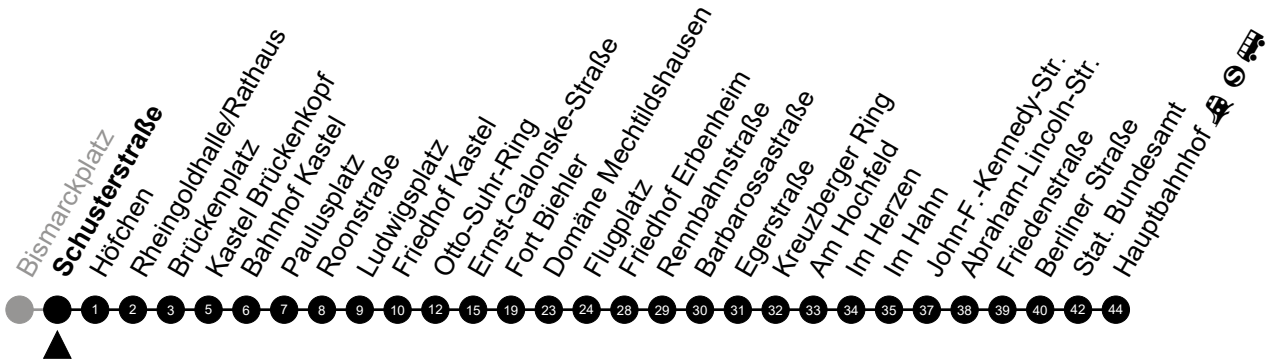 Bismarckplatz
Schusterstraße
Höfchen
Rheingoldhalle/Rathaus
Brückenplatz
Kastel Brückenkopf
Bahnhof Kastel
Paulusplatz
Roonstraße
Ludwigsplatz
Friedhof Kastel
Otto-Suhr-Ring
Ernst-Galonske-Straße
Fort Biehler
Domäne Mechtildshausen
Flugplatz
Friedhof Erbenheim
Rennbahnstraße
Barbarossastraße
Egerstraße
Kreuzberger Ring
Am Hochfeld
Im Herzen
Im Hahn
John-F.-Kennedy-Str.
Abraham-Lincoln-Str.
Friedenstraße
Berliner Straße
Stat. Bundesamt
Hauptbahnhof S
1 2 3 5 6 7 8 9 10 12 15 19 23 24 28 29 30 31 32 33 34 35 37 38 39 40 42 44